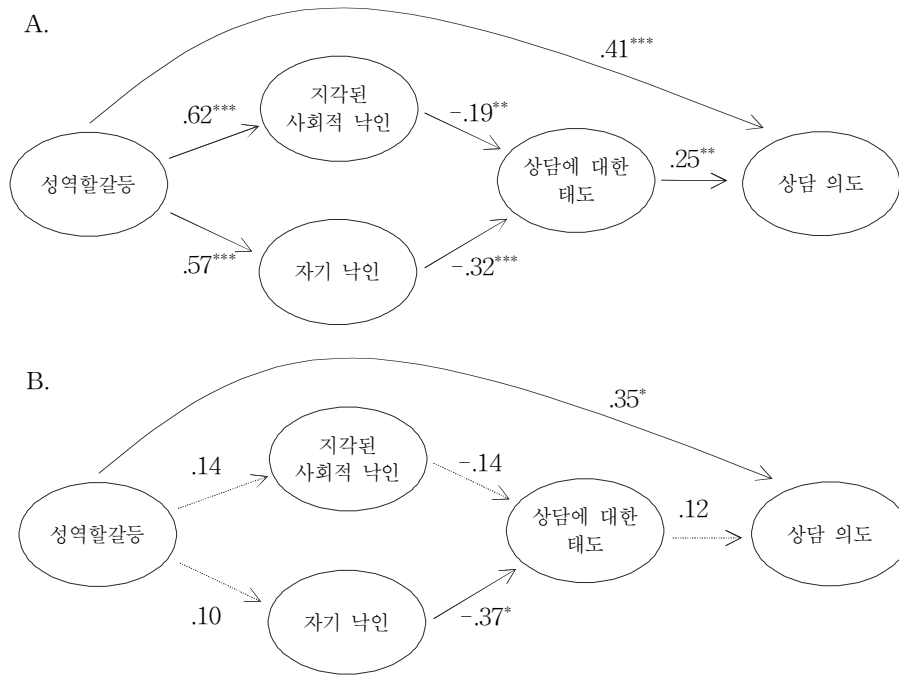 A.
.41***
지각된
사회적 낙인
.62***
-.19**
성역할갈등
상담에 대한
태도
.25**
상담 의도
.57***
자기 낙인
-.32***
B.
.35*
지각된
사회적 낙인
.14
-.14
성역할갈등
상담에 대한
태도
.12
상담 의도
.10
자기 낙인
-.37*